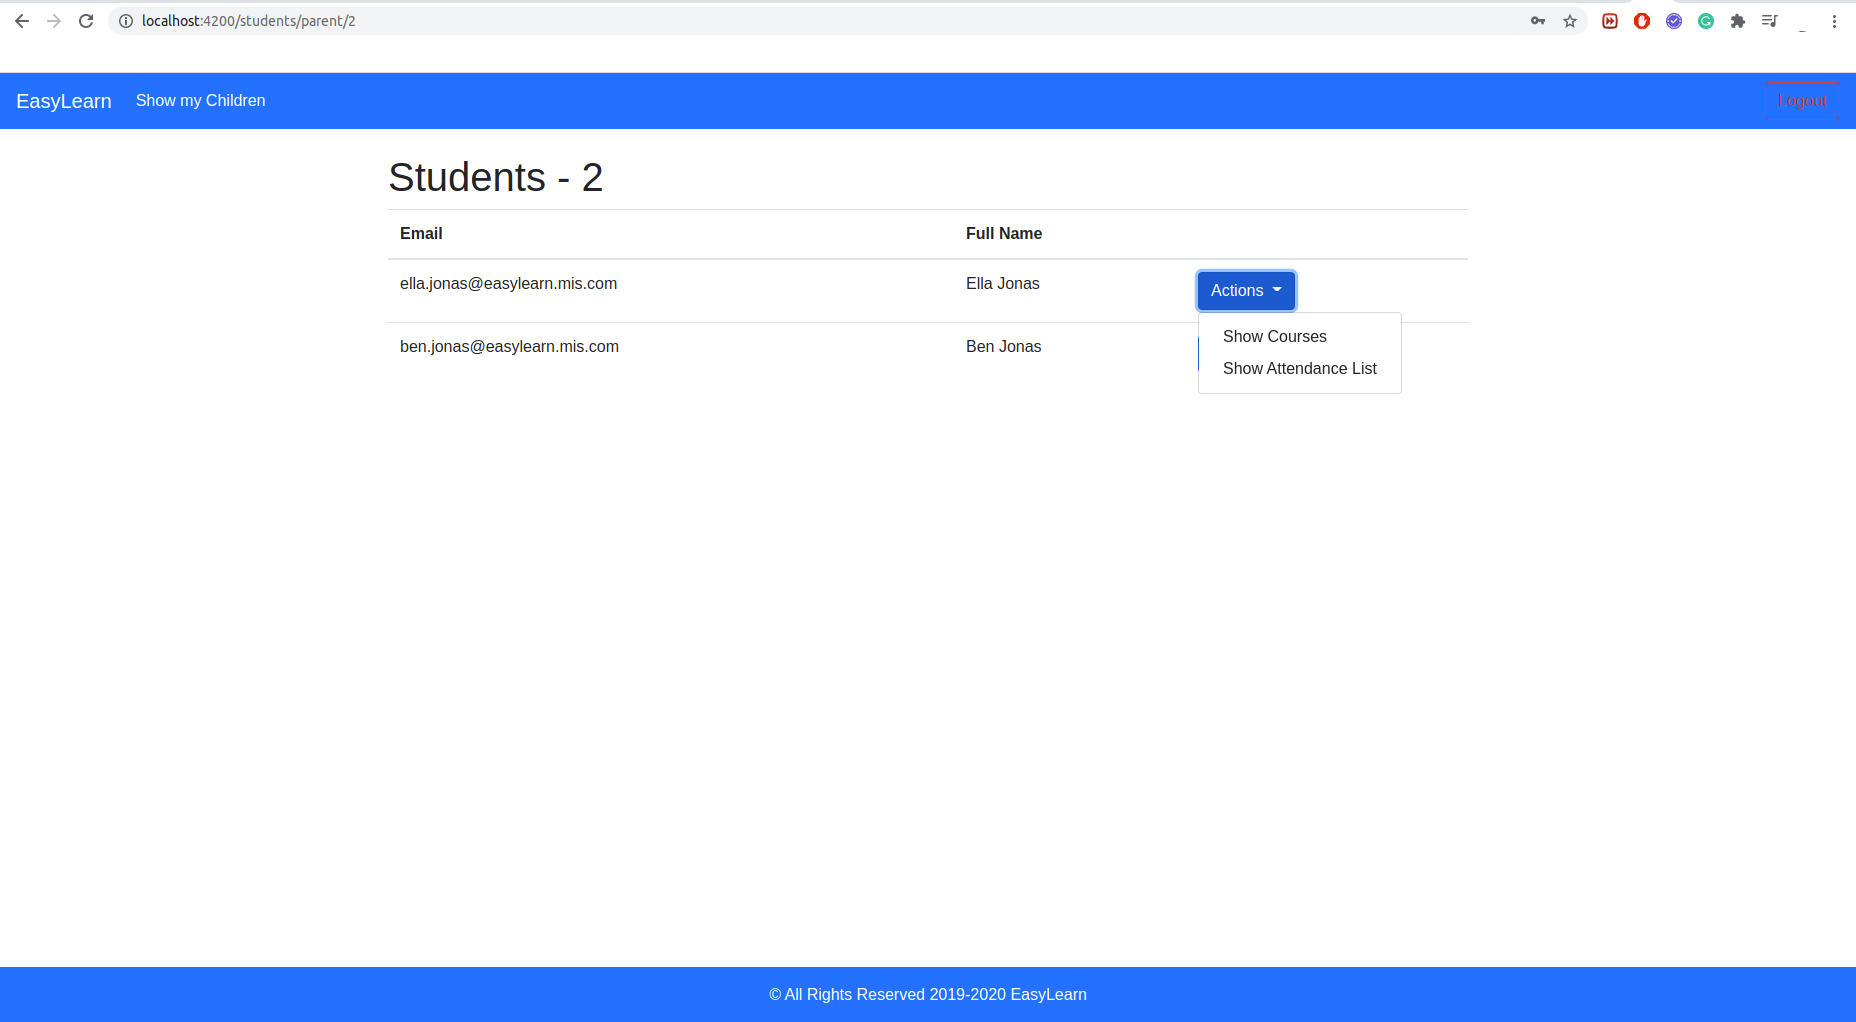 localhost:4200/students/parent/2
EasyLearn Show my Children Logout
Students - 2
Email Full Name
ella.jonas@easylearn.mis.com Ella Jonas Actions
Show Courses
ben.jonas@easylearn.mis.com Ben Jonas
Show Attendance List
© All Rights Reserved 2019-2020 EasyLearn